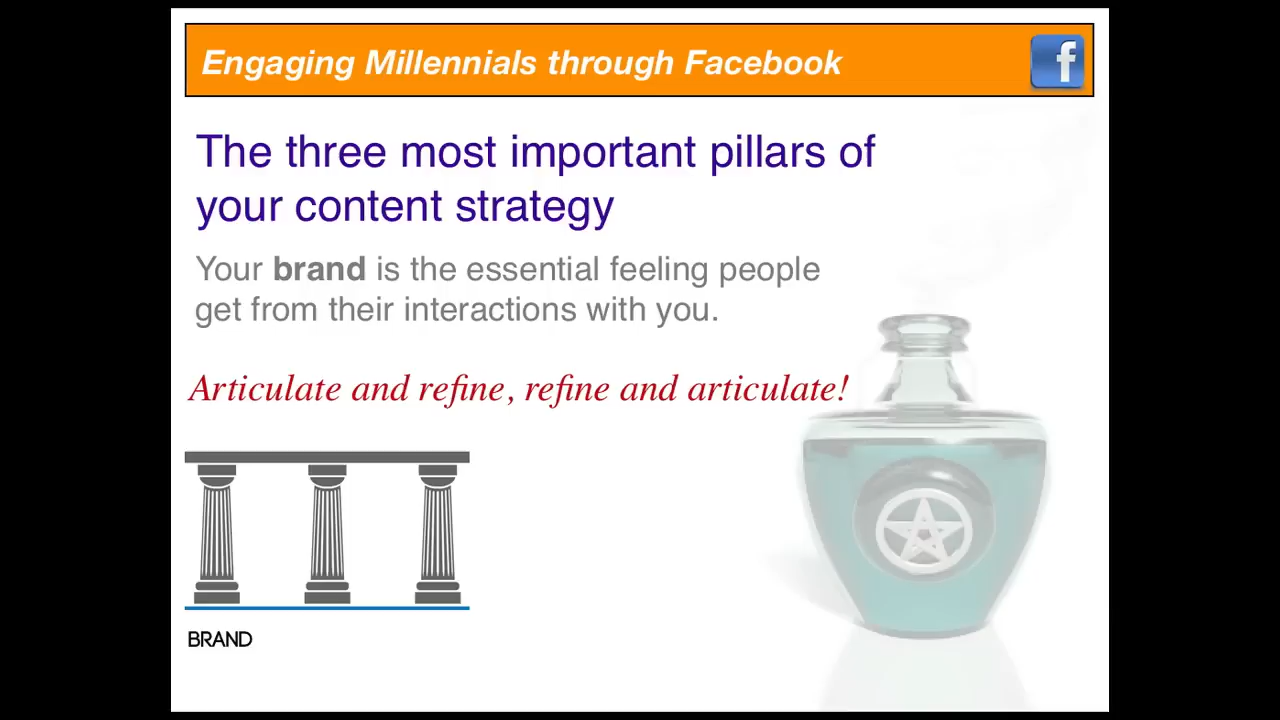 Engaging Millennials through Facebook
f
The three most important pillars of
your content strategy
Your brand is the essential feeling people
get from their interactions with you.
Articulate and refine, refine and articulate!
BRAND